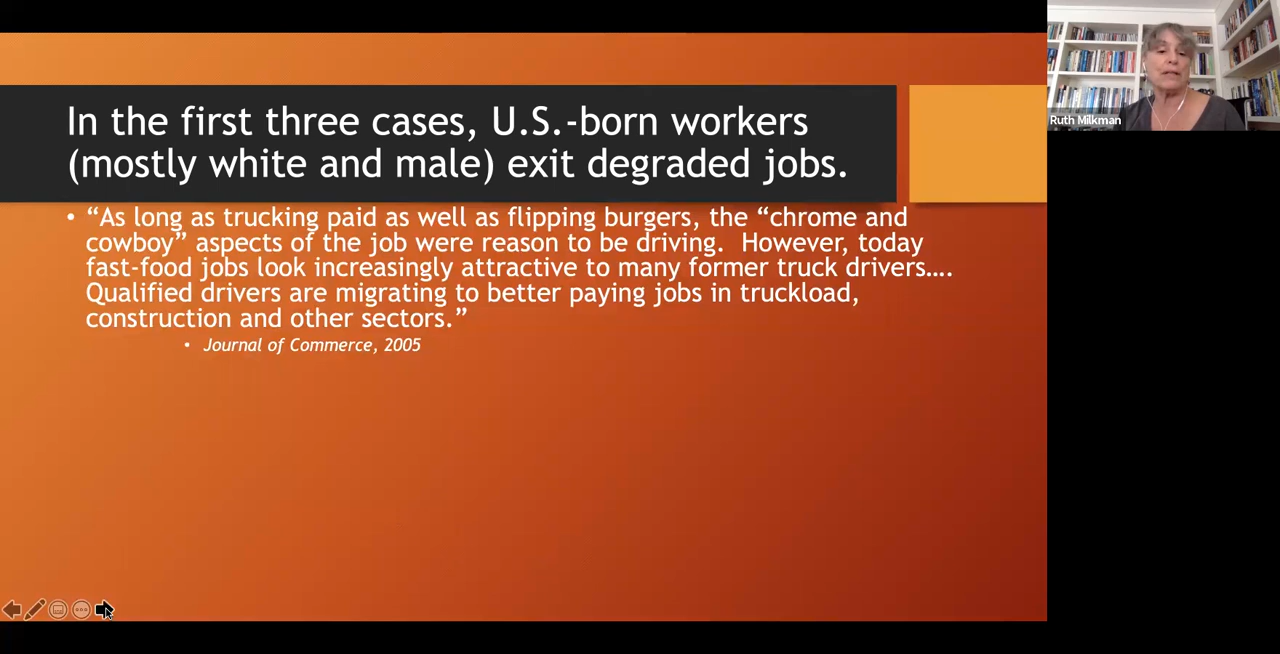 In the first three cases, U.S.-born workers
(mostly white and male) exit degraded jobs.
• “As long as trucking paid as well as flipping burgers, the “chrome and
cowboy” aspects of the job were reason to be driving.  However, today
fast-food jobs look increasingly attractive to many former truck drivers….
Qualified drivers are migrating to better paying jobs in truckload,
construction and other sectors.”
• Journal of Commerce, 2005
Ruth Milkman